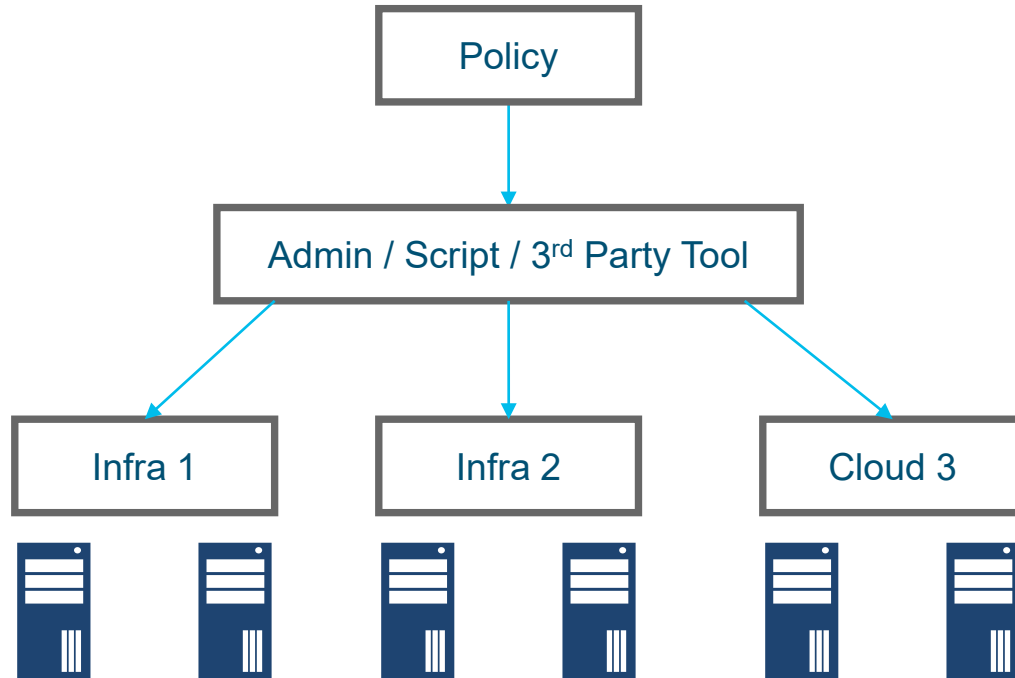 Policy
Admin / Script / 3rd Party Tool
Infra 1
Infra 2
Cloud 3